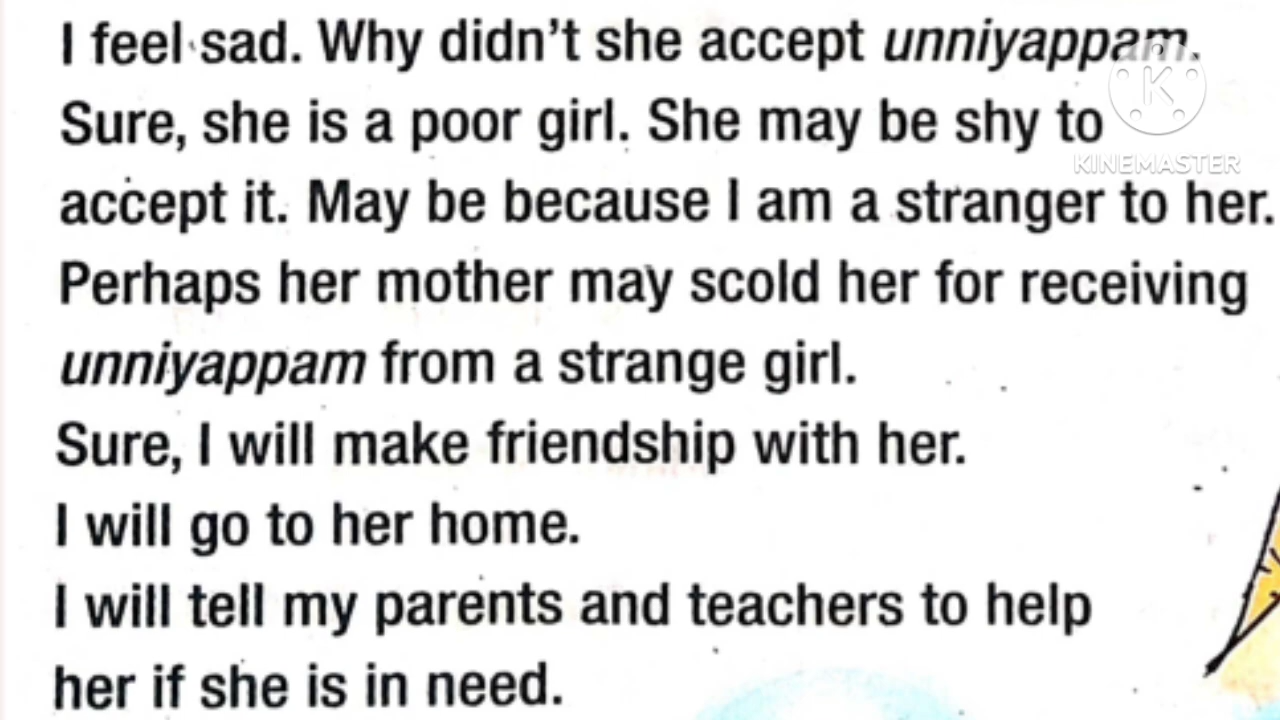 I feel sad. Why didn't she accept unniyappam.
Sure, she is a poor girl. She may be shy to
accept it. May be because I am a stranger to her.
Perhaps her mother may scold her for receiving
unniyappam from a strange girl.
Sure, I will make friendship with her.
I will go to her home.
I will tell my parents and teachers to help
her if she is in need.
K
KINEMASTER